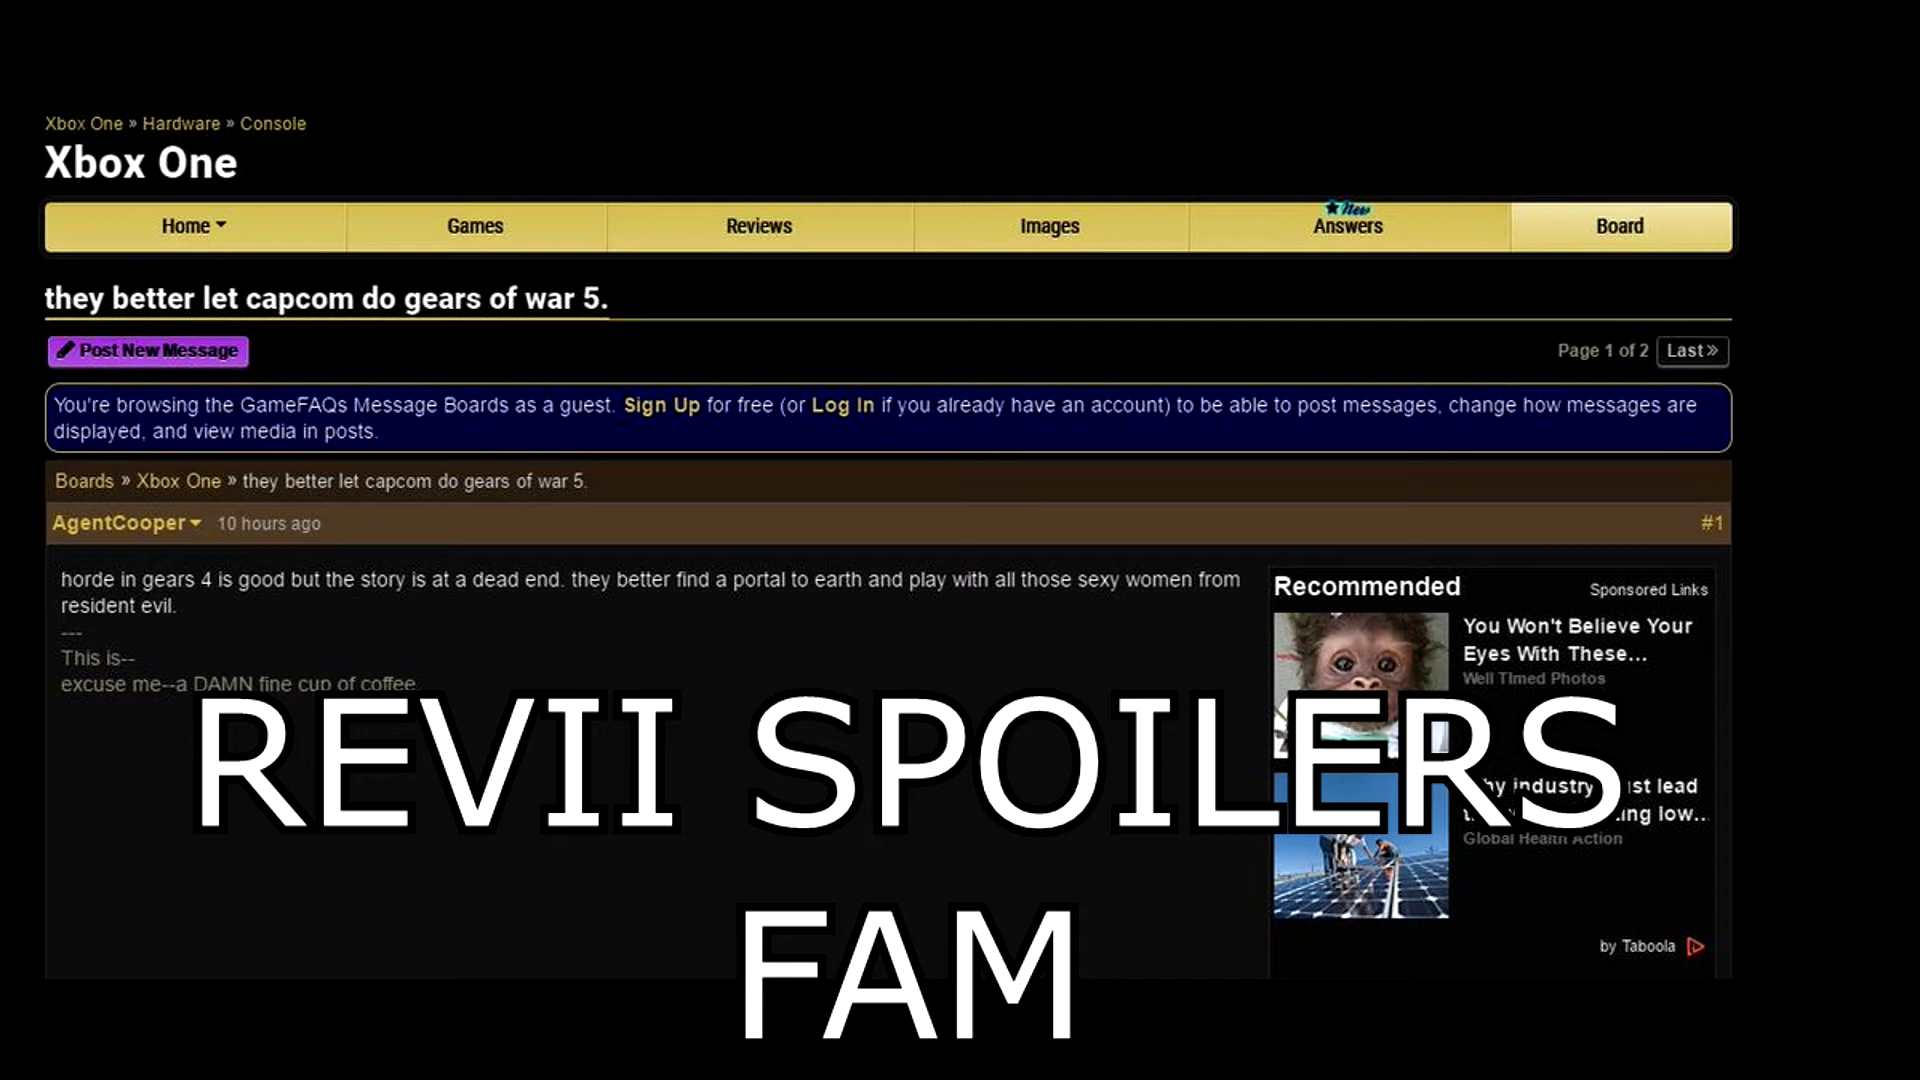 Xbox One » Hardware » Console
Xbox One
Home
Games
Reviews
Images
New
Answers
Board
they better let capcom do gears of war 5.
Post New Message
Page 1 of 2
Last»
You're browsing the GameFAQs Message Boards as a guest. Sign Up for free (or Log In if you already have an account) to be able to post messages, change how messages are
displayed, and view media in posts.
Boards » Xbox One » they better let capcom do gears of war 5.
AgentCooper 10 hours ago
#1
horde in gears 4 is good but the story is at a dead end. they better find a portal to earth and play with all those sexy women from
resident evil.
---
This is--
excuse me--a DAMN fine cup of coffee.
Recommended
Sponsored Links
You Won't Believe Your
Eyes With These...
Well Timed Photos
industry lead
low...
Global Health Action
by Taboola
REVII SPOILERS
FAM